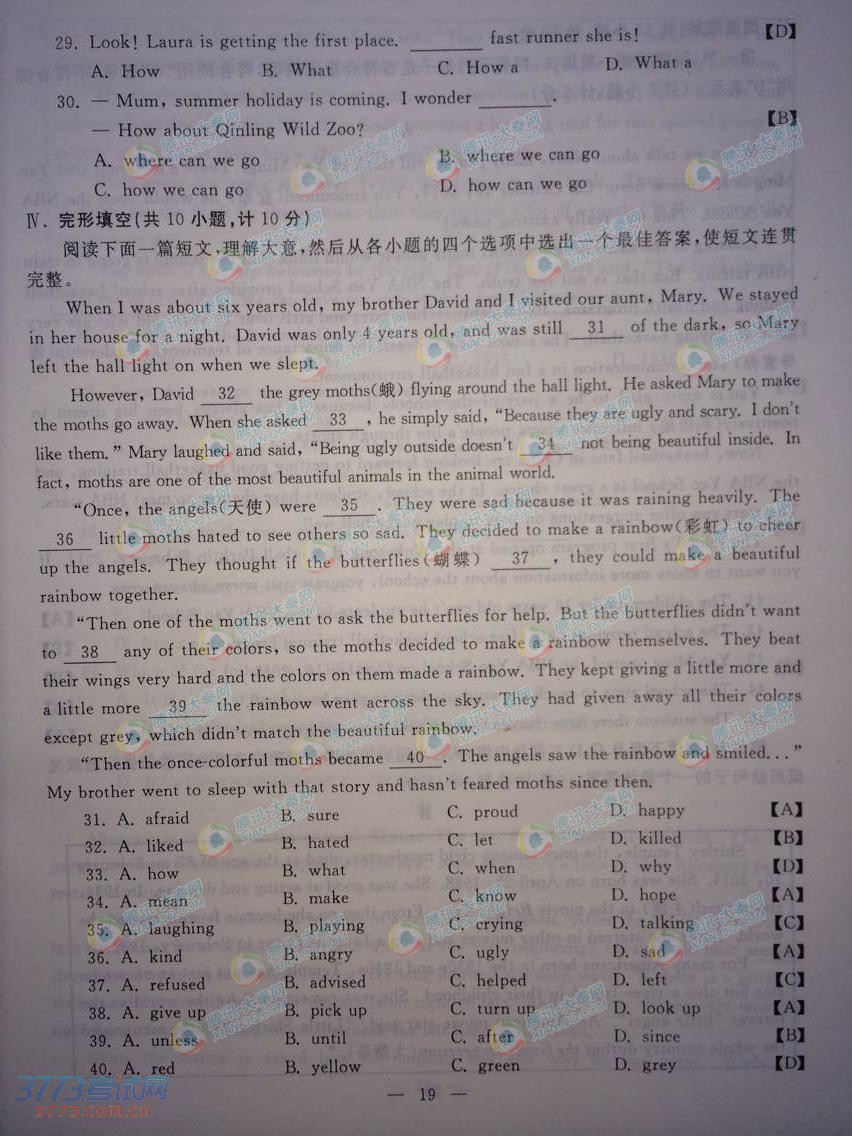 29. Look! Laura is getting the first place. ________ fast runner she is! 【D】
A. How B. What C. How a D. What a
30. — Mum, summer holiday is coming. I wonder ________.
— How about Qinling Wild Zoo? 【B】
A. where can we go B. where we can go
C. how we can go D. how can we go
Ⅳ. 完形填空(共 10 小题,计 10 分)
阅读下面一篇短文,理解大意,然后从各小题的四个选项中选出一个最佳答案,使短文连贯
完整。
When I was about six years old, my brother David and I visited our aunt, Mary. We stayed
in her house for a night. David was only 4 years old, and was still 31 of the dark, so Mary
left the hall light on when we slept.
However, David 32 the grey moths(蛾) flying around the hall light. He asked Mary to make
the moths go away. When she asked 33 , he simply said, “Because they are ugly and scary. I don't
like them.” Mary laughed and said, “Being ugly outside doesn't 34 not being beautiful inside. In
fact, moths are one of the most beautiful animals in the animal world.
“Once, the angels(天使) were 35 . They were sad because it was raining heavily. The
36 little moths hated to see others so sad. They decided to make a rainbow(彩虹) to cheer
up the angels. They thought if the butterflies(蝴蝶) 37 , they could make a beautiful
rainbow together.
“Then one of the moths went to ask the butterflies for help. But the butterflies didn't want
to 38 any of their colors, so the moths decided to make a rainbow themselves. They beat
their wings very hard and the colors on them made a rainbow. They kept giving a little more and
a little more 39 the rainbow went across the sky. They had given away all their colors
except grey, which didn't match the beautiful rainbow.
“Then the once-colorful moths became 40 . The angels saw the rainbow and smiled...”
My brother went to sleep with that story and hasn't feared moths since then.
31. A. afraid B. sure C. proud D. happy 【A】
32. A. liked B. hated C. let D. killed 【B】
33. A. how B. what C. when D. why 【D】
34. A. mean B. make C. know D. hope 【A】
35. A. laughing B. playing C. crying D. talking 【C】
36. A. kind B. angry C. ugly D. sad 【A】
37. A. refused B. advised C. helped D. left 【C】
38. A. give up B. pick up C. turn up D. look up 【A】
39. A. unless B. until C. after D. since 【B】
40. A. red B. yellow C. green D. grey 【D】
— 19 —
3773考试网
3773.com.cn
腾讯·大秦网
XIAN.QQ.COM